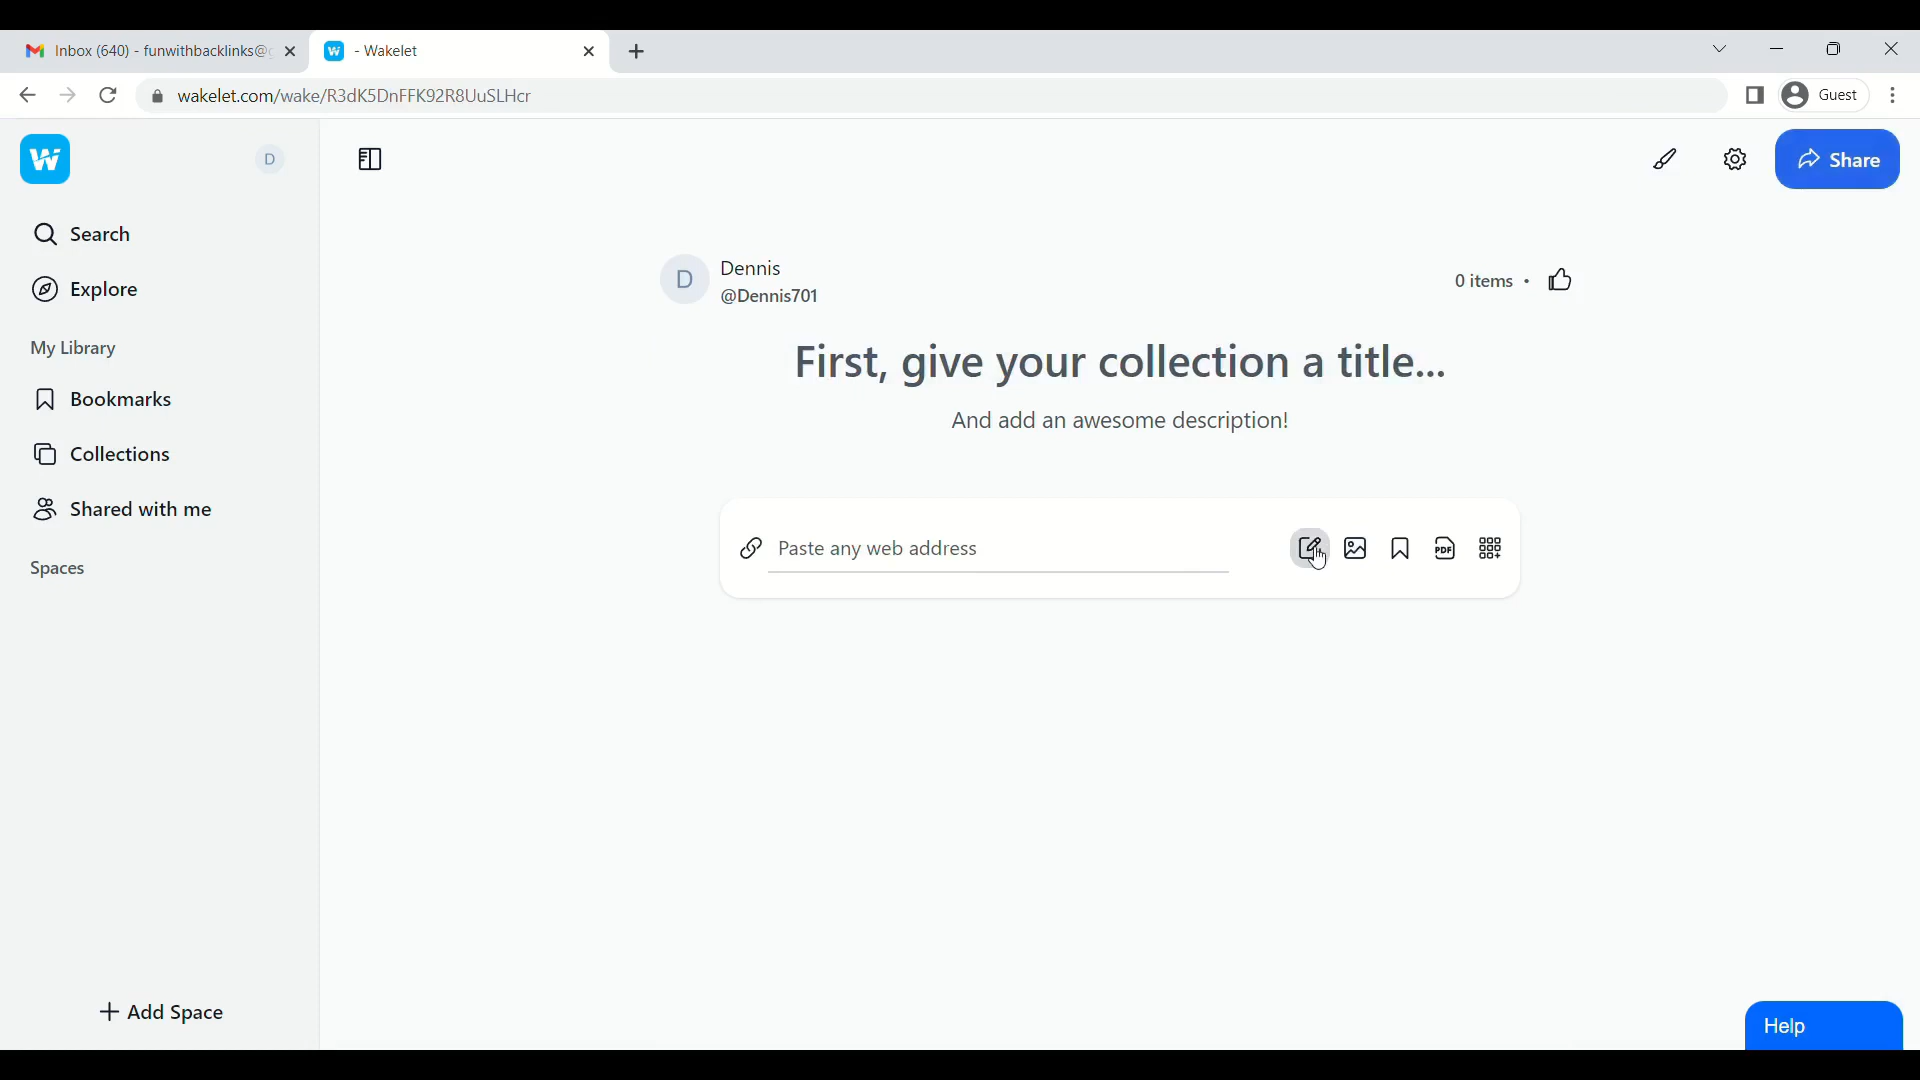 Inbox (640) - funwithbacklinks@
- Wakelet
wakelet.com/wake/R3dK5DnFFK92R8UuSLHcr
Guest
W
D
Share
Search
Explore
My Library
Bookmarks
Collections
Shared with me
Spaces
Add Space
D
Dennis
@Dennis701
0 items •
First, give your collection a title...
And add an awesome description!
Paste any web address
PDF
Help